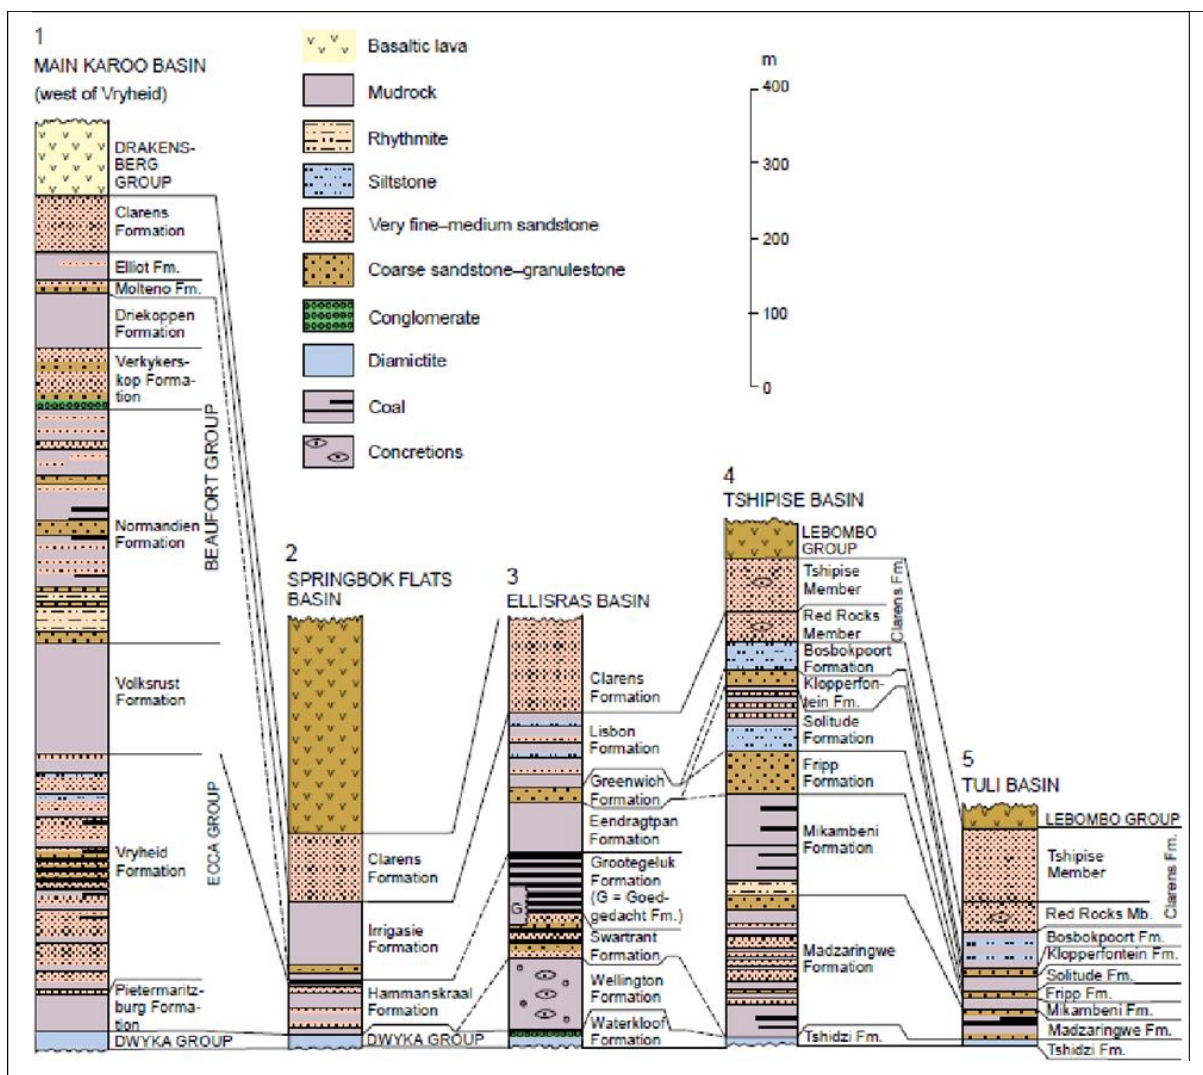 1
MAIN KAROO BASIN
(west of Vryheid)
DRAKENS-
BERG
GROUP
Clarens
Formation
Elliot Fm.
Molteno Fm.
Driekoppen
Formation
Verkykers-
kop Forma-
tion
BEAUFORT GROUP
Normandien
Formation
Volksrust
Formation
ECCA GROUP
Vryheid
Formation
Pietermaritz-
burg Forma-
tion
DWYKA GROUP
Basaltic lava
Mudrock
Rhythmite
Siltstone
Very fine–medium sandstone
Coarse sandstone–granulestone
Conglomerate
Diamictite
Coal
Concretions
m
400
300
200
100
0
2
SPRINGBOK FLATS
BASIN
Clarens
Formation
Irrigasie
Formation
Hammanskraal
Formation
DWYKA GROUP
3
ELLISRAS BASIN
Clarens
Formation
Lisbon
Formation
Greenwich
Formation
Eendragtpan
Formation
Grootegeluk
Formation
(G = Goed-
gedacht Fm.)
G
Swartrant
Formation
Wellington
Formation
Waterkloof
Formation
4
TSHIPISE BASIN
LEBOMBO
GROUP
Tshipise
Member
Red Rocks
Member
Clarens Fm.
Bosbokpoort
Formation
Klopperfon-
tein Fm.
Solitude
Formation
Fripp
Formation
Mikambeni
Formation
Madzaringwe
Formation
Tshidzi Fm.
5
TULI BASIN
LEBOMBO GROUP
Tshipise
Member
Red Rocks Mb.
Clarens Fm.
Bosbokpoort Fm.
Klopperfontein Fm.
Solitude Fm.
Fripp Fm.
Mikambeni Fm.
Madzaringwe Fm.
Tshidzi Fm.